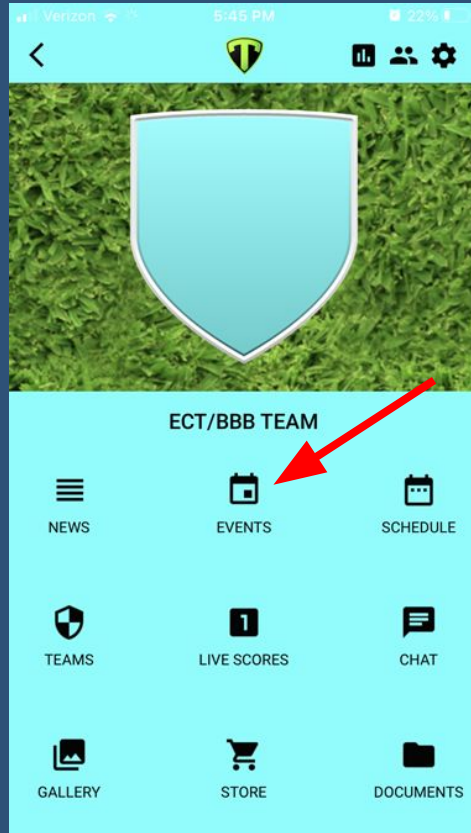 Verizon 5:45 PM 22%
ECT/BBB TEAM
NEWS EVENTS SCHEDULE
TEAMS LIVE SCORES CHAT
GALLERY STORE DOCUMENTS